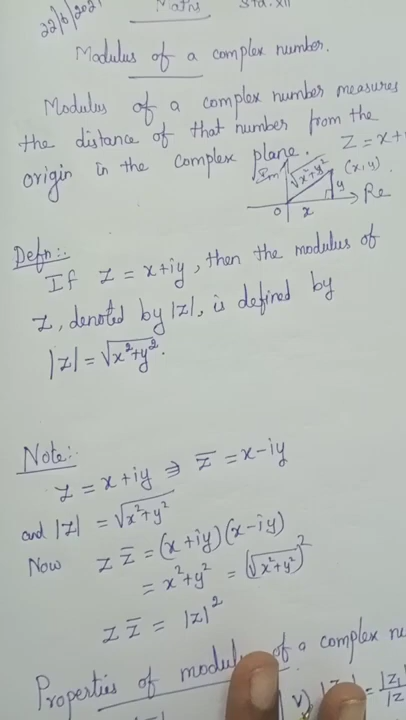 22/6/2021 Maths Std. XII
Modulus of a complex number.
Modulus of a complex number measures
the distance of that number from the
origin in the complex plane. Z = x+
Im √x²+y² (x,y)
y
O x Re
Defn:-
If Z = x+iy, then the modulus of
Z, denoted by |Z|, is defined by
|Z| = √x²+y².
Note:-
Z = x+iy ∋ Z̅ = x-iy
and |Z| = √x²+y²
Now Z Z̅ = (x+iy)(x-iy)
= x²+y² = (√x²+y²)²
Z Z̅ = |Z|²
Properties of modulus of a complex nu
v) = |Z₁|/|Z